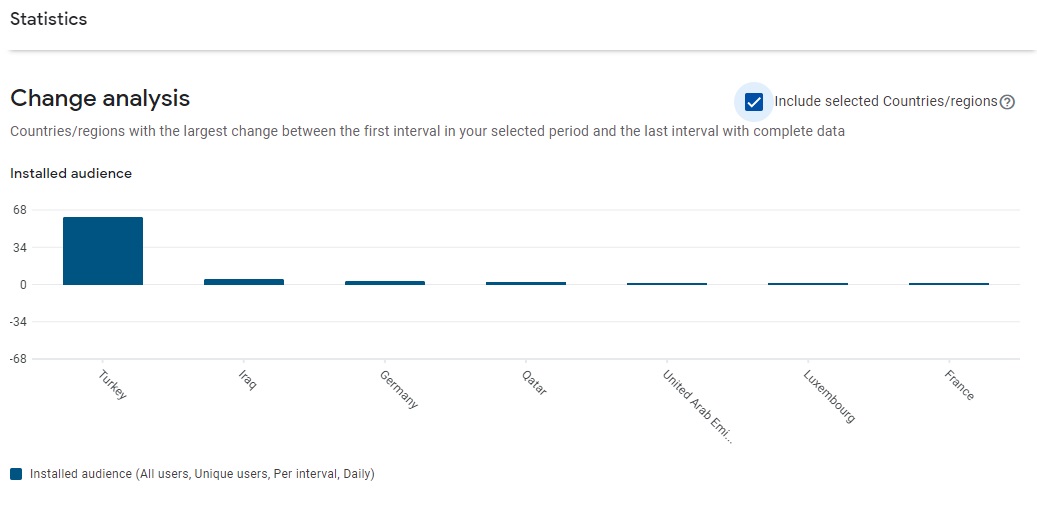 Statistics
Change analysis
Include selected Countries/regions
Countries/regions with the largest change between the first interval in your selected period and the last interval with complete data
Installed audience
68
34
0
-34
-68
Turkey
Iraq
Germany
Qatar
United Arab Emi...
Luxembourg
France
Installed audience (All users, Unique users, Per interval, Daily)